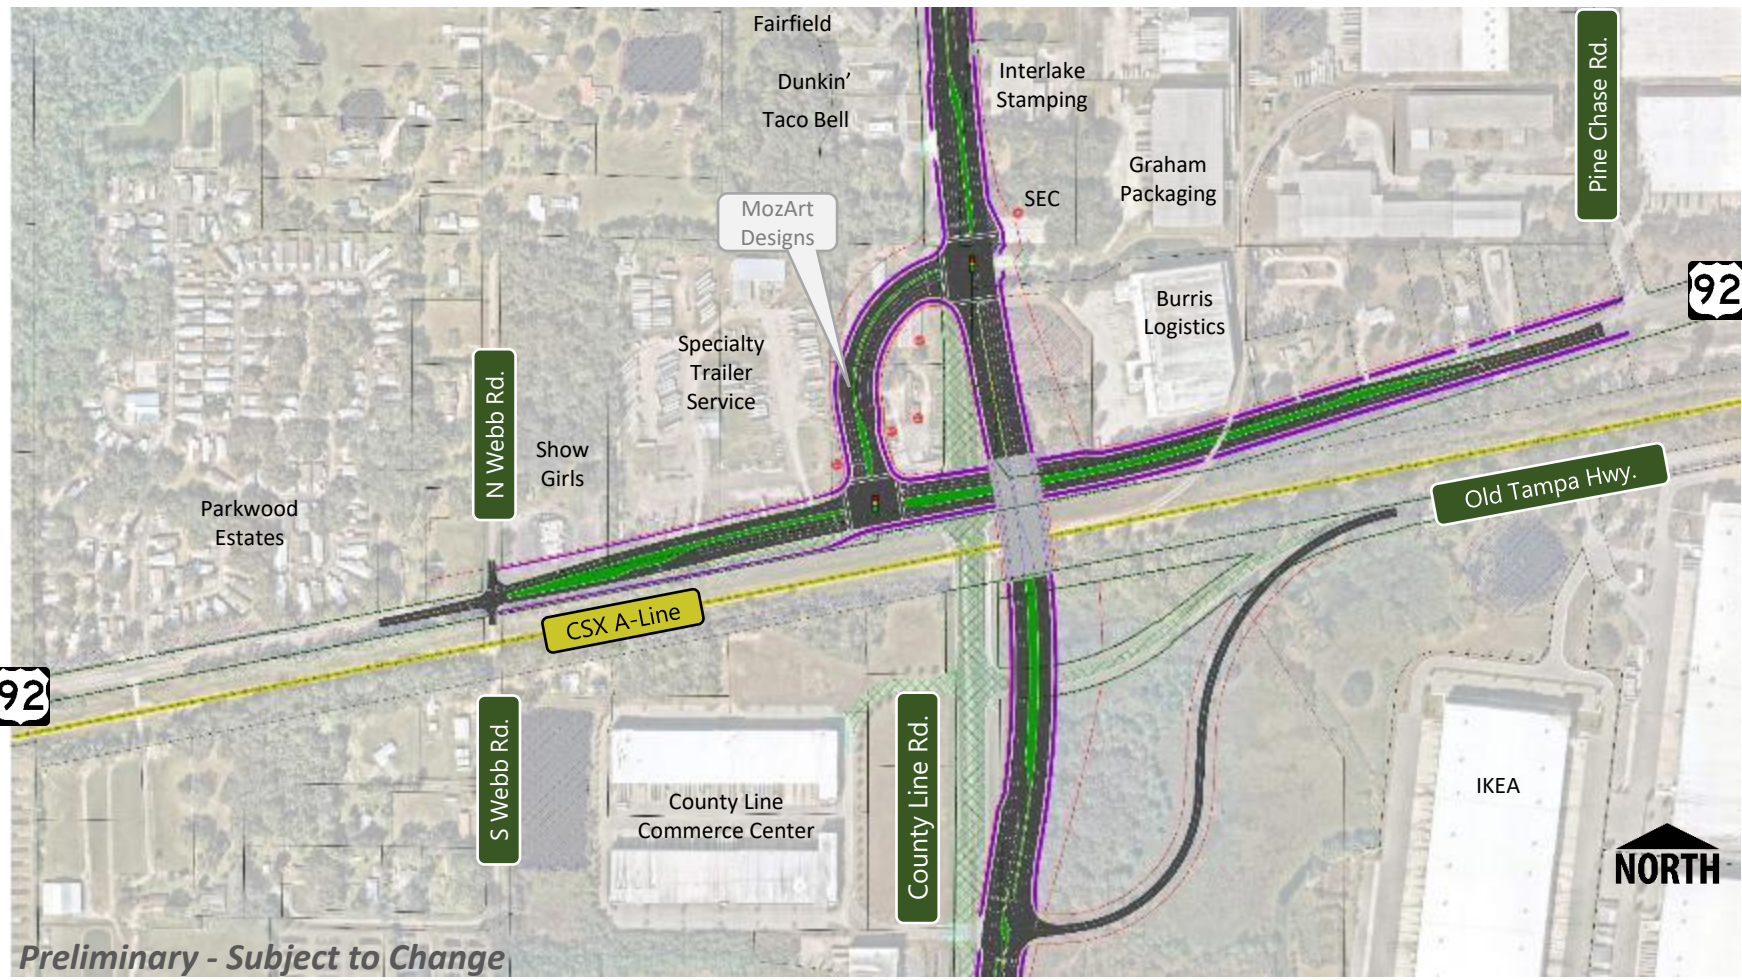 Fairfield
Dunkin’
Taco Bell
Interlake
Stamping
Pine Chase Rd.
Graham
Packaging
SEC
MozArt
Designs
92
Burris
Logistics
Specialty
Trailer
Service
N Webb Rd.
Show
Girls
Parkwood
Estates
Old Tampa Hwy.
CSX A-Line
92
S Webb Rd.
County Line Rd.
County Line
Commerce Center
IKEA
NORTH
Preliminary - Subject to Change